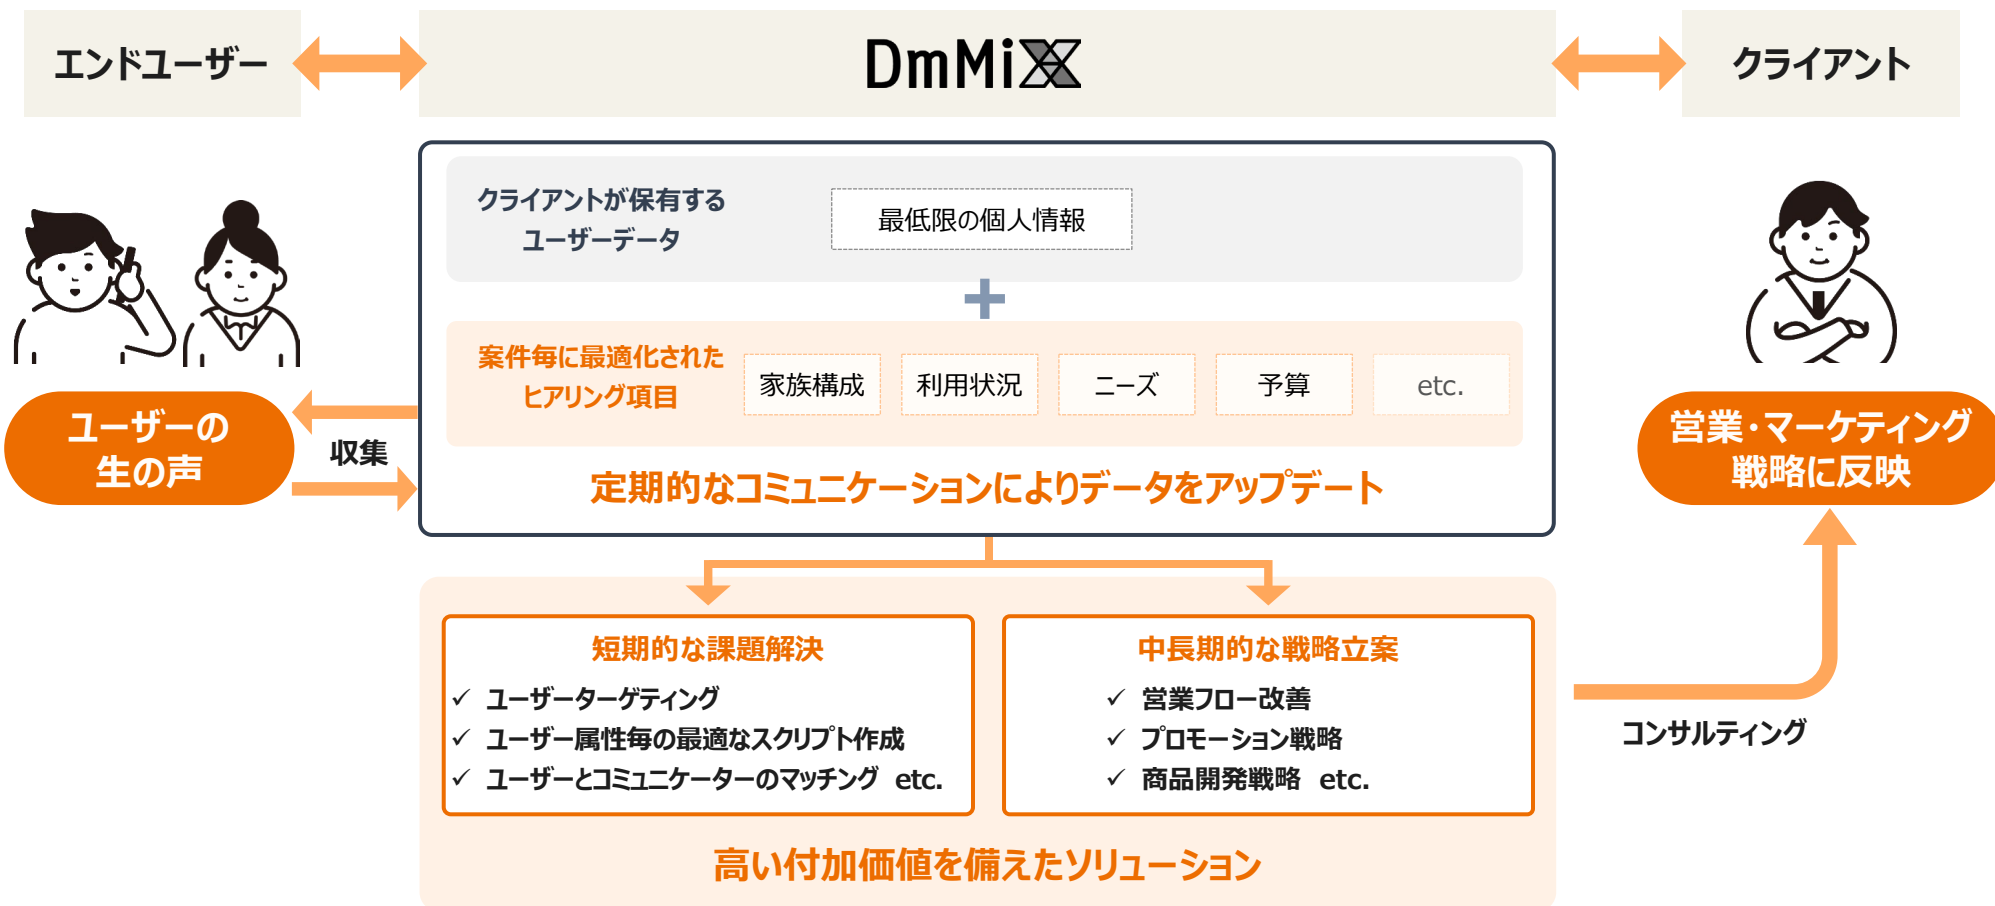 エンドユーザー
DmMiX
クライアント
クライアントが保有する
ユーザーデータ
最低限の個人情報
案件毎に最適化された
ヒアリング項目
家族構成
利用状況
ニーズ
予算
etc.
ユーザーの
生の声
収集
定期的なコミュニケーションによりデータをアップデート
営業・マーケティング
戦略に反映
短期的な課題解決
✓ ユーザーターゲティング
✓ ユーザー属性毎の最適なスクリプト作成
✓ ユーザーとコミュニケーターのマッチング etc.
中長期的な戦略立案
✓ 営業フロー改善
✓ プロモーション戦略
✓ 商品開発戦略 etc.
コンサルティング
高い付加価値を備えたソリューション